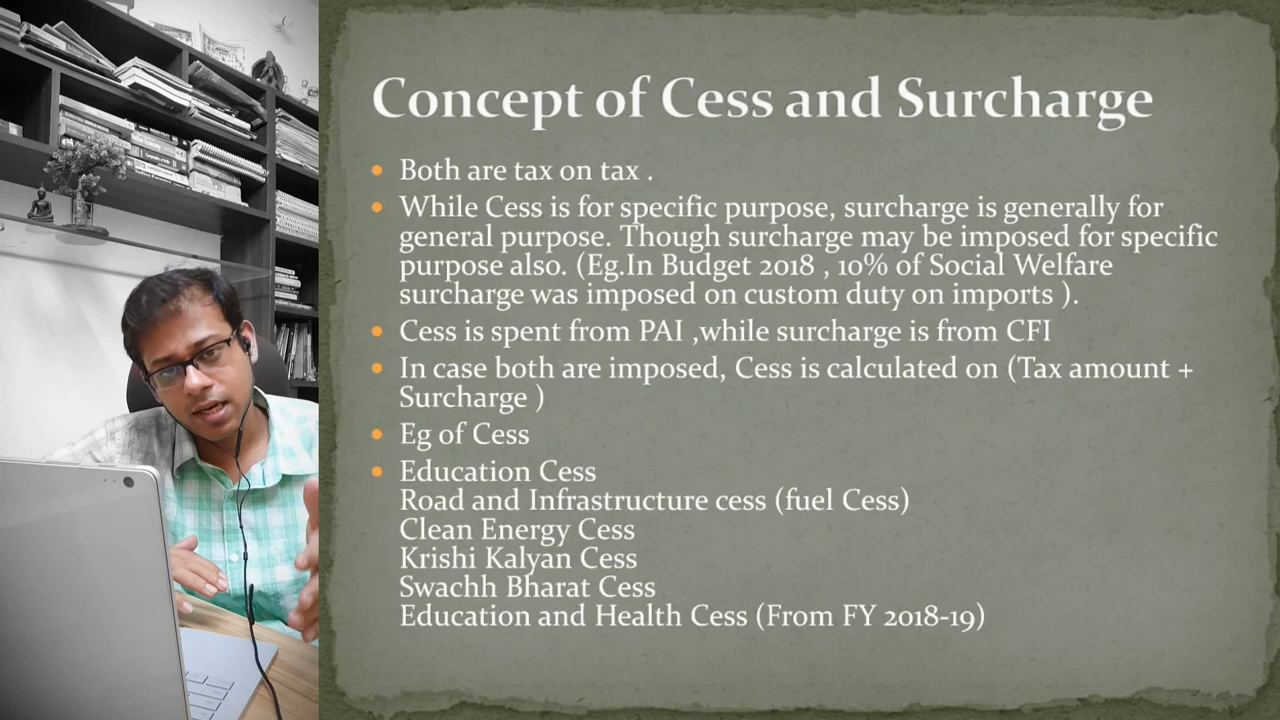 Concept of Cess and Surcharge
Both are tax on tax .
While Cess is for specific purpose, surcharge is generally for
general purpose. Though surcharge may be imposed for specific
purpose also. (Eg.In Budget 2018 , 10% of Social Welfare
surcharge was imposed on custom duty on imports ).
Cess is spent from PAI ,while surcharge is from CFI
In case both are imposed, Cess is calculated on (Tax amount +
Surcharge )
Eg of Cess
Education Cess
Road and Infrastructure cess (fuel Cess)
Clean Energy Cess
Krishi Kalyan Cess
Swachh Bharat Cess
Education and Health Cess (From FY 2018-19)